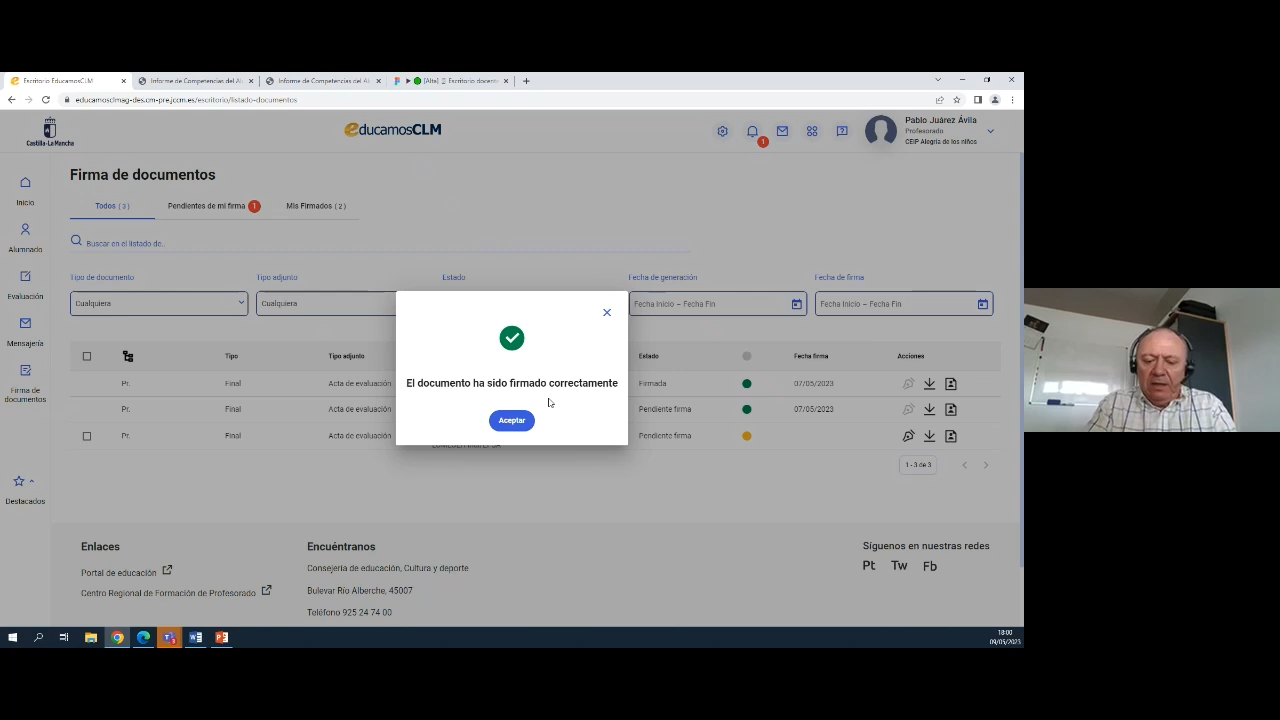 Escritorio EducamosCLM
Informe de Competencias del Al
Informe de Competencias del Al
[Alta] Escritorio docente
educamosclmag-des.cm-pre.jccm.es/escritorio/listado-documentos
Castilla-La Mancha
educamosCLM
1
Pablo Juárez Ávila
Profesorado
CEIP Alegría de los niños
Inicio
Alumnado
Evaluación
Mensajería
Firma de documentos
Destacados
Firma de documentos
Todos ( 3 )
Pendientes de mi firma 1
Mis Firmados ( 2 )
Buscar en el listado de..
Tipo de documento
Tipo adjunto
Estado
Fecha de generación
Fecha de firma
Cualquiera
Cualquiera
Fecha Inicio – Fecha Fin
Fecha Inicio – Fecha Fin
Tipo Tipo adjunto Estado Fecha firma Acciones
Pr. Final Acta de evaluación Firmada 07/05/2023
Pr. Final Acta de evaluación Pendiente firma 07/05/2023
Pr. Final Acta de evaluación Pendiente firma
El documento ha sido firmado correctamente
Aceptar
1 - 3 de 3
Enlaces
Portal de educación
Centro Regional de Formación de Profesorado
Encuéntranos
Consejería de educación, Cultura y deporte
Bulevar Río Alberche, 45007
Teléfono 925 24 74 00
Síguenos en nuestras redes
Pt Tw Fb
18:00
09/05/2023